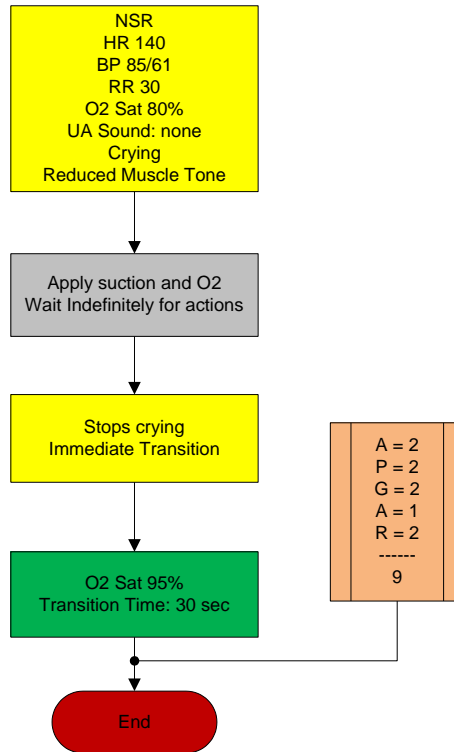 NSR
HR 140
BP 85/61
RR 30
O2 Sat 80%
UA Sound: none
Crying
Reduced Muscle Tone
Apply suction and O2
Wait Indefinitely for actions
Stops crying
Immediate Transition
A = 2
P = 2
G = 2
A = 1
R = 2
------
9
O2 Sat 95%
Transition Time: 30 sec
End